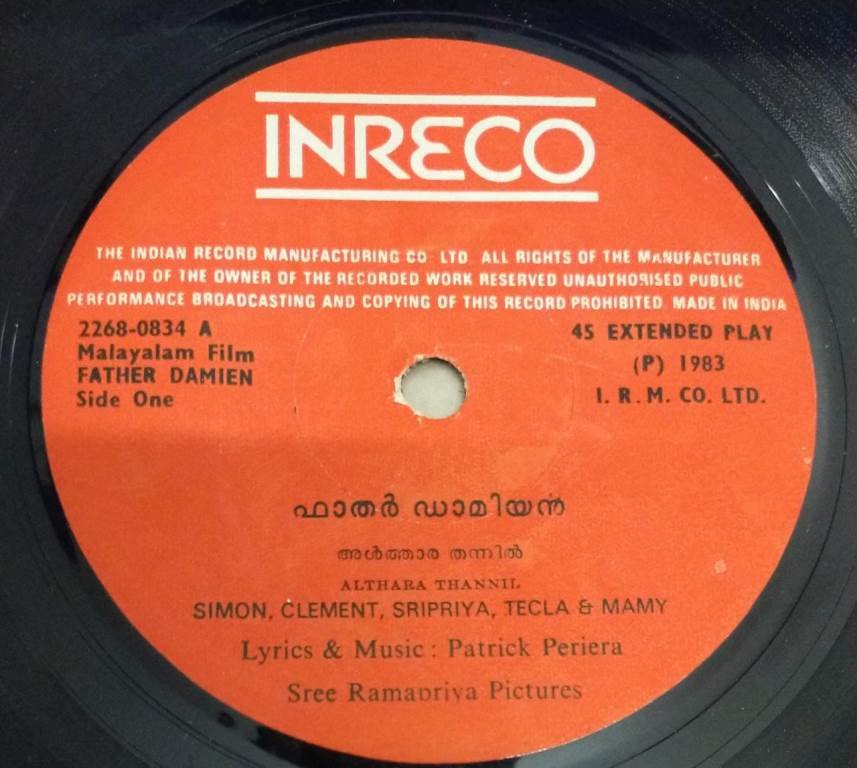 INRECO
THE INDIAN RECORD MANUFACTURING CO LTD. ALL RIGHTS OF THE MANUFACTURER
AND OF THE OWNER OF THE RECORDED WORK RESERVED UNAUTHORISED PUBLIC
PERFORMANCE BROADCASTING AND COPYING OF THIS RECORD PROHIBITED. MADE IN INDIA
2268-0834 A
Malayalam Film
FATHER DAMIEN
Side One
45 EXTENDED PLAY
(P) 1983
I. R. M. CO. LTD.
ഫാതർ ഡാമിയൻ
അൾത്താര തന്നിൽ
ALTHARA THANNIL
SIMON, CLEMENT, SRIPRIYA, TECLA & MAMY
Lyrics & Music : Patrick Periera
Sree Ramapriya Pictures